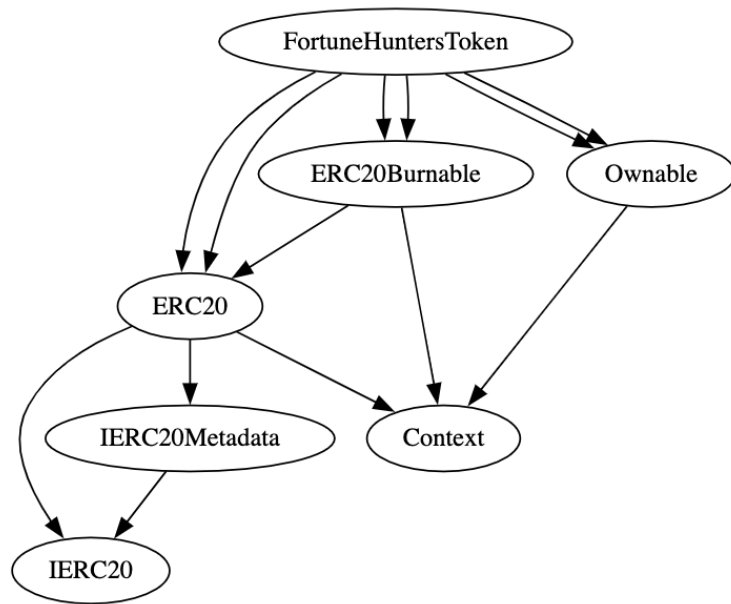 FortuneHuntersToken
ERC20Burnable
Ownable
ERC20
IERC20Metadata
Context
IERC20